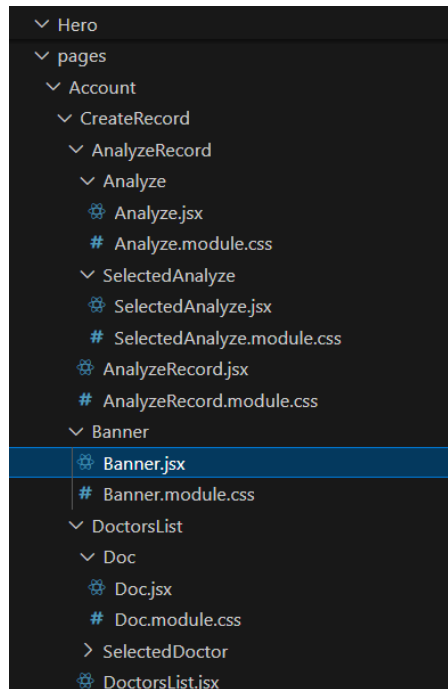 Hero
pages
Account
CreateRecord
AnalyzeRecord
Analyze
Analyze.jsx
# Analyze.module.css
SelectedAnalyze
SelectedAnalyze.jsx
# SelectedAnalyze.module.css
AnalyzeRecord.jsx
# AnalyzeRecord.module.css
Banner
Banner.jsx
# Banner.module.css
DoctorsList
Doc
Doc.jsx
# Doc.module.css
SelectedDoctor
DoctorsList.jsx